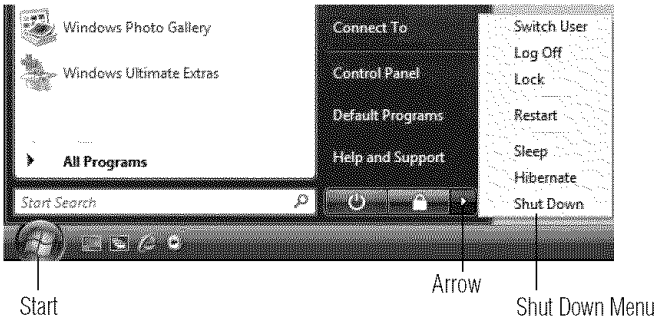 Windows Photo Gallery
Windows Ultimate Extras
All Programs
Start Search
Connect To
Control Panel
Default Programs
Help and Support
Switch User
Log Off
Lock
Restart
Sleep
Hibernate
Shut Down
Start
Arrow
Shut Down Menu